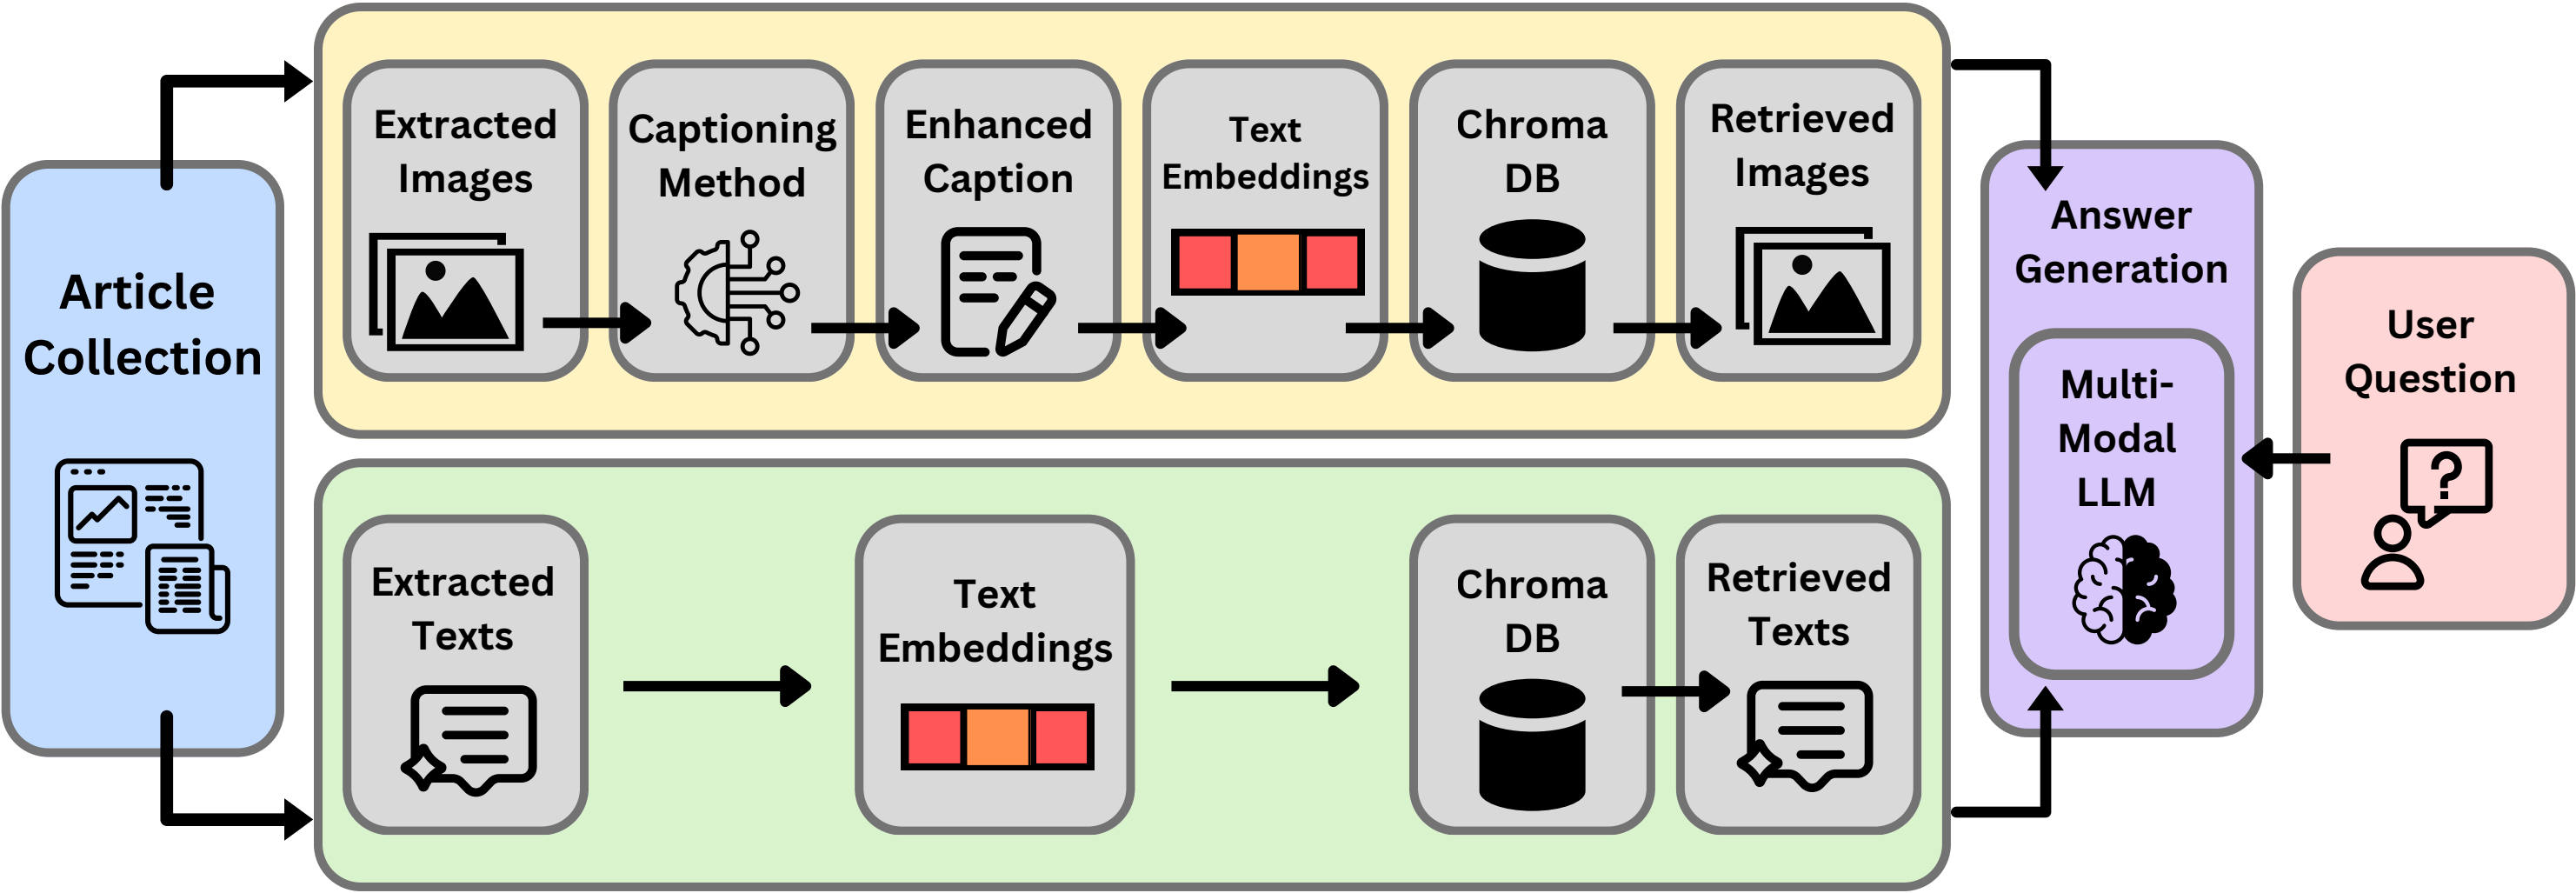 Article
Collection
Extracted
Images
Captioning
Method
Enhanced
Caption
Text
Embeddings
Chroma
DB
Retrieved
Images
Extracted
Texts
Text
Embeddings
Chroma
DB
Retrieved
Texts
Answer
Generation
Multi-
Modal
LLM
User
Question
?